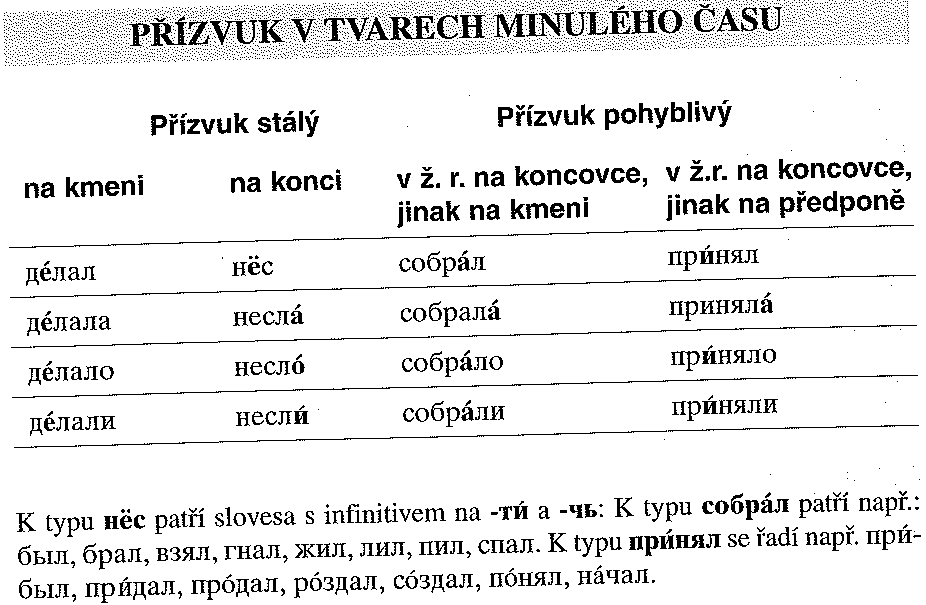 PŘÍZVUK V TVARECH MINULÉHO ČASU
Přízvuk stálý Přízvuk pohyblivý
na kmeni na konci v ž. r. na koncovce, v ž.r. na koncovce,
jinak na kmeni jinak na předponě
де́лал нёс собра́л при́нял
де́лала несла́ собрала́ приняла́
де́лало несло́ собра́ло при́няло
де́лали несли́ собра́ли при́няли
K typu нёс patří slovesa s infinitivem na -ти́ a -чь: K typu собра́л patří např.:
был, брал, взял, гнал, жил, лил, пил, спал. K typu при́нял se řadí např. при́-
был, при́дал, про́дал, ро́здал, со́здал, по́нял, на́чал.